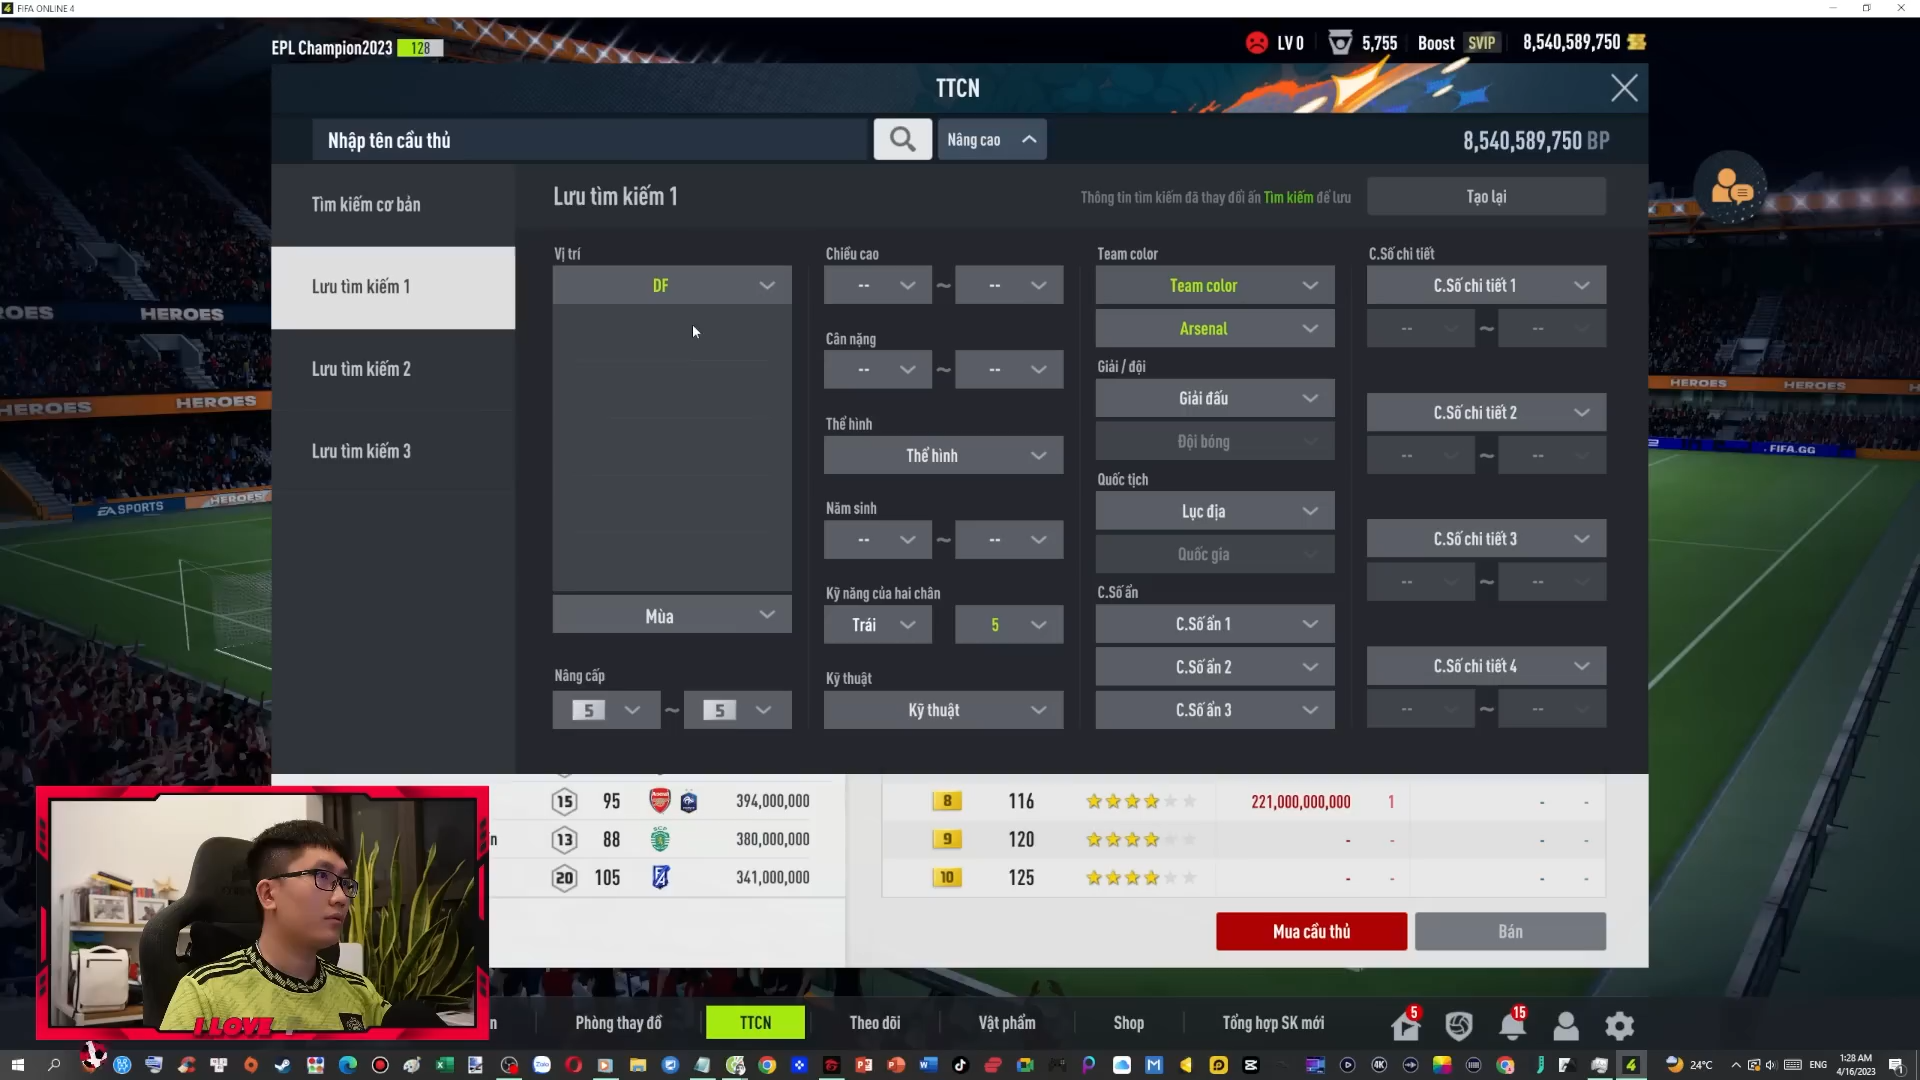 FIFA ONLINE 4
EPL Champion2023 128
LV 0 5,755 Boost SVIP 8,540,589,750
TTCN
Nhập tên cầu thủ
Nâng cao
8,540,589,750 BP
Tìm kiếm cơ bản
Lưu tìm kiếm 1
Lưu tìm kiếm 2
Lưu tìm kiếm 3
Lưu tìm kiếm 1
Thông tin tìm kiếm đã thay đổi ấn Tìm kiếm để lưu
Tạo lại
Vị trí
DF
Mùa
Nâng cấp
5 ~ 5
Chiều cao
-- ~ --
Cân nặng
-- ~ --
Thể hình
Thể hình
Năm sinh
-- ~ --
Kỹ năng của hai chân
Trái 5
Kỹ thuật
Kỹ thuật
Team color
Team color
Arsenal
Giải / đội
Giải đấu
Đội bóng
Quốc tịch
Lục địa
Quốc gia
C.Số ẩn
C.Số ẩn 1
C.Số ẩn 2
C.Số ẩn 3
C.Số chi tiết
C.Số chi tiết 1
-- ~ --
C.Số chi tiết 2
-- ~ --
C.Số chi tiết 3
-- ~ --
C.Số chi tiết 4
-- ~ --
15 95 394,000,000
n 13 88 380,000,000
20 105 341,000,000
8 116 221,000,000,000 1 - -
9 120 - - - -
10 125 - - - -
Mua cầu thủ
Bán
HEROES
HEROES
HEROES
EA SPORTS
HEROES
HEROES
HEROES
FIFA.GG
I LOVE F
n
Phòng thay đồ
TTCN
Theo dõi
Vật phẩm
Shop
Tổng hợp SK mới
5
15
24°C
ENG
1:28 AM
4/16/2023